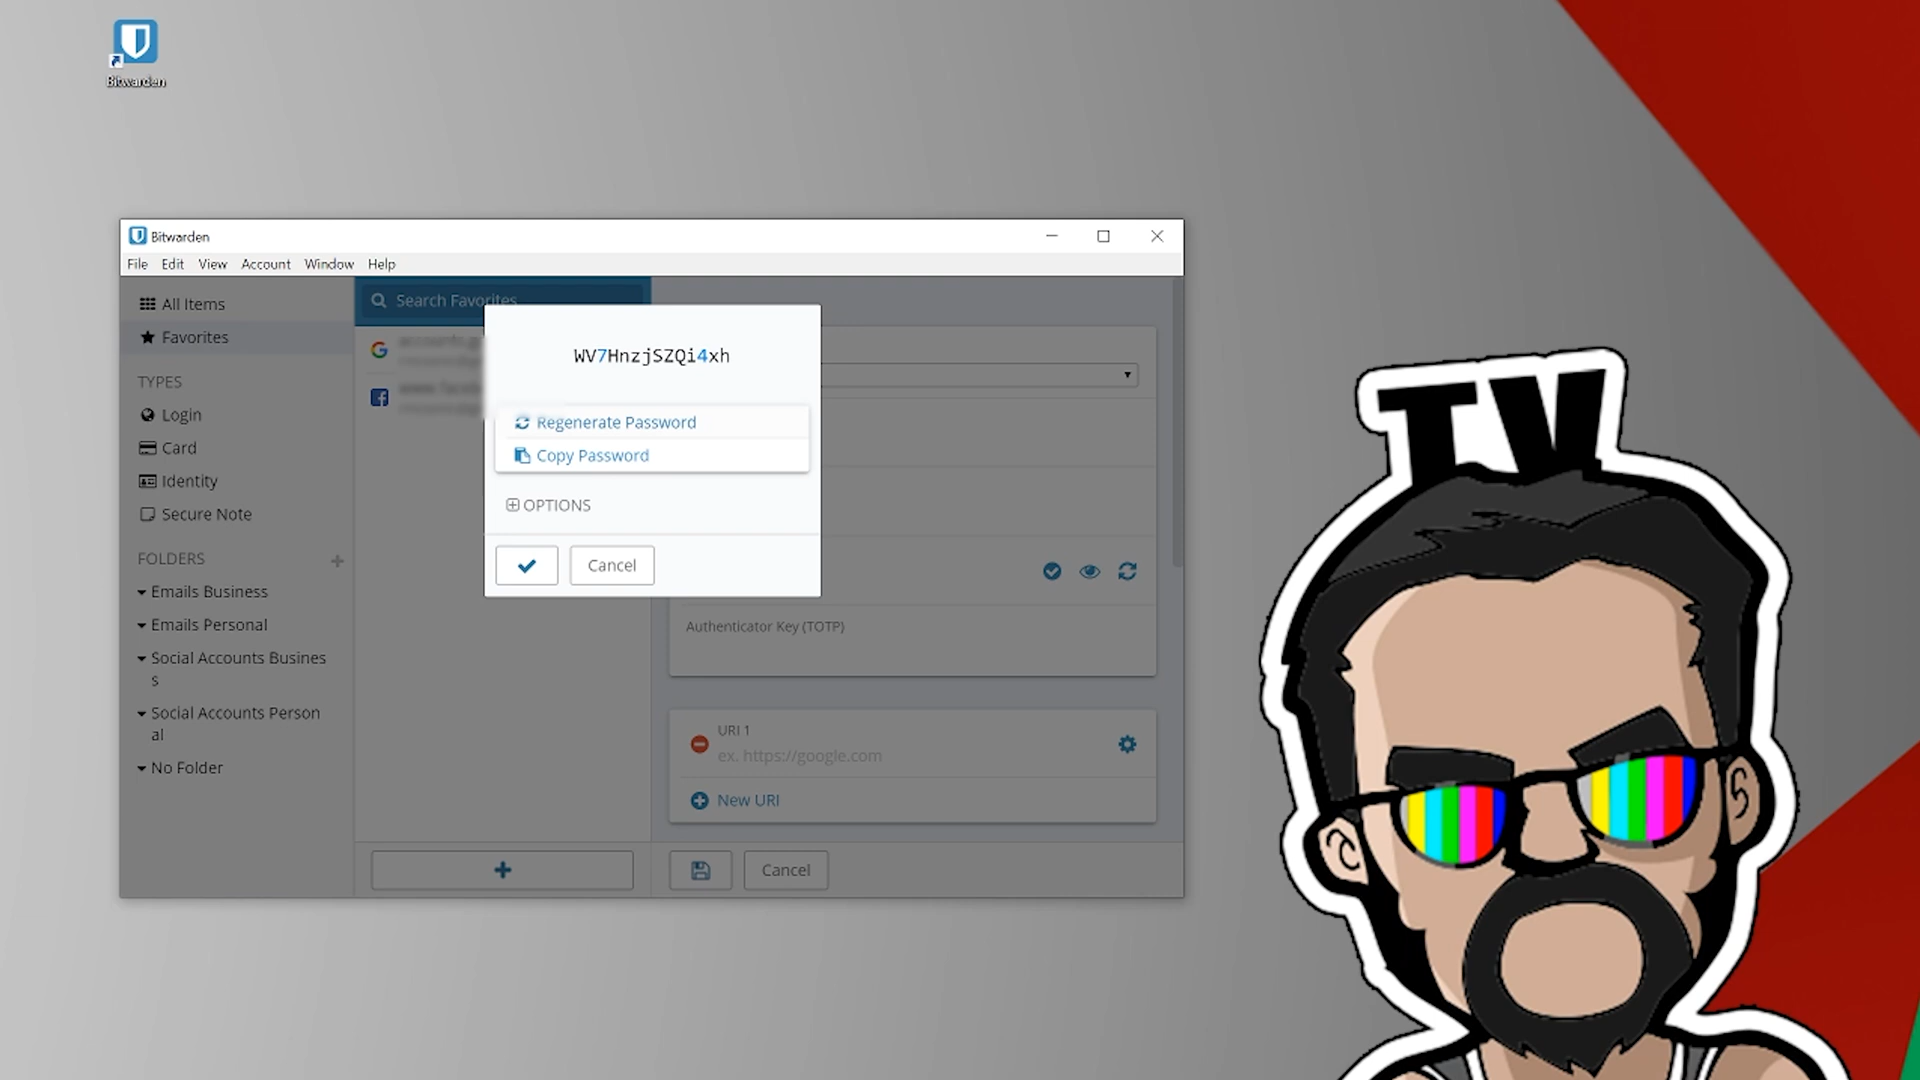 Bitwarden
Bitwarden
File Edit View Account Window Help
All Items
Favorites
TYPES
Login
Card
Identity
Secure Note
FOLDERS
Emails Business
Emails Personal
Social Accounts Busines
s
Social Accounts Person
al
No Folder
Search Favorites
WV7HnzjSZQi4xh
Regenerate Password
Copy Password
OPTIONS
Cancel
Authenticator Key (TOTP)
URI 1
ex. https://google.com
New URI
Cancel
TV